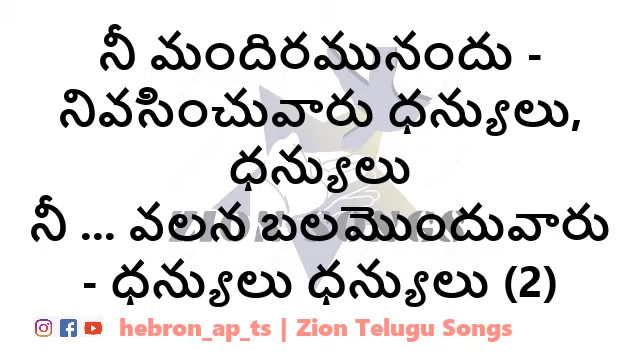 నీ మందిరమునందు -
నివసించువారు ధన్యులు,
ధన్యులు
నీ ... వలన బలమొందువారు
- ధన్యులు ధన్యులు (2)
hebron_ap_ts | Zion Telugu Songs